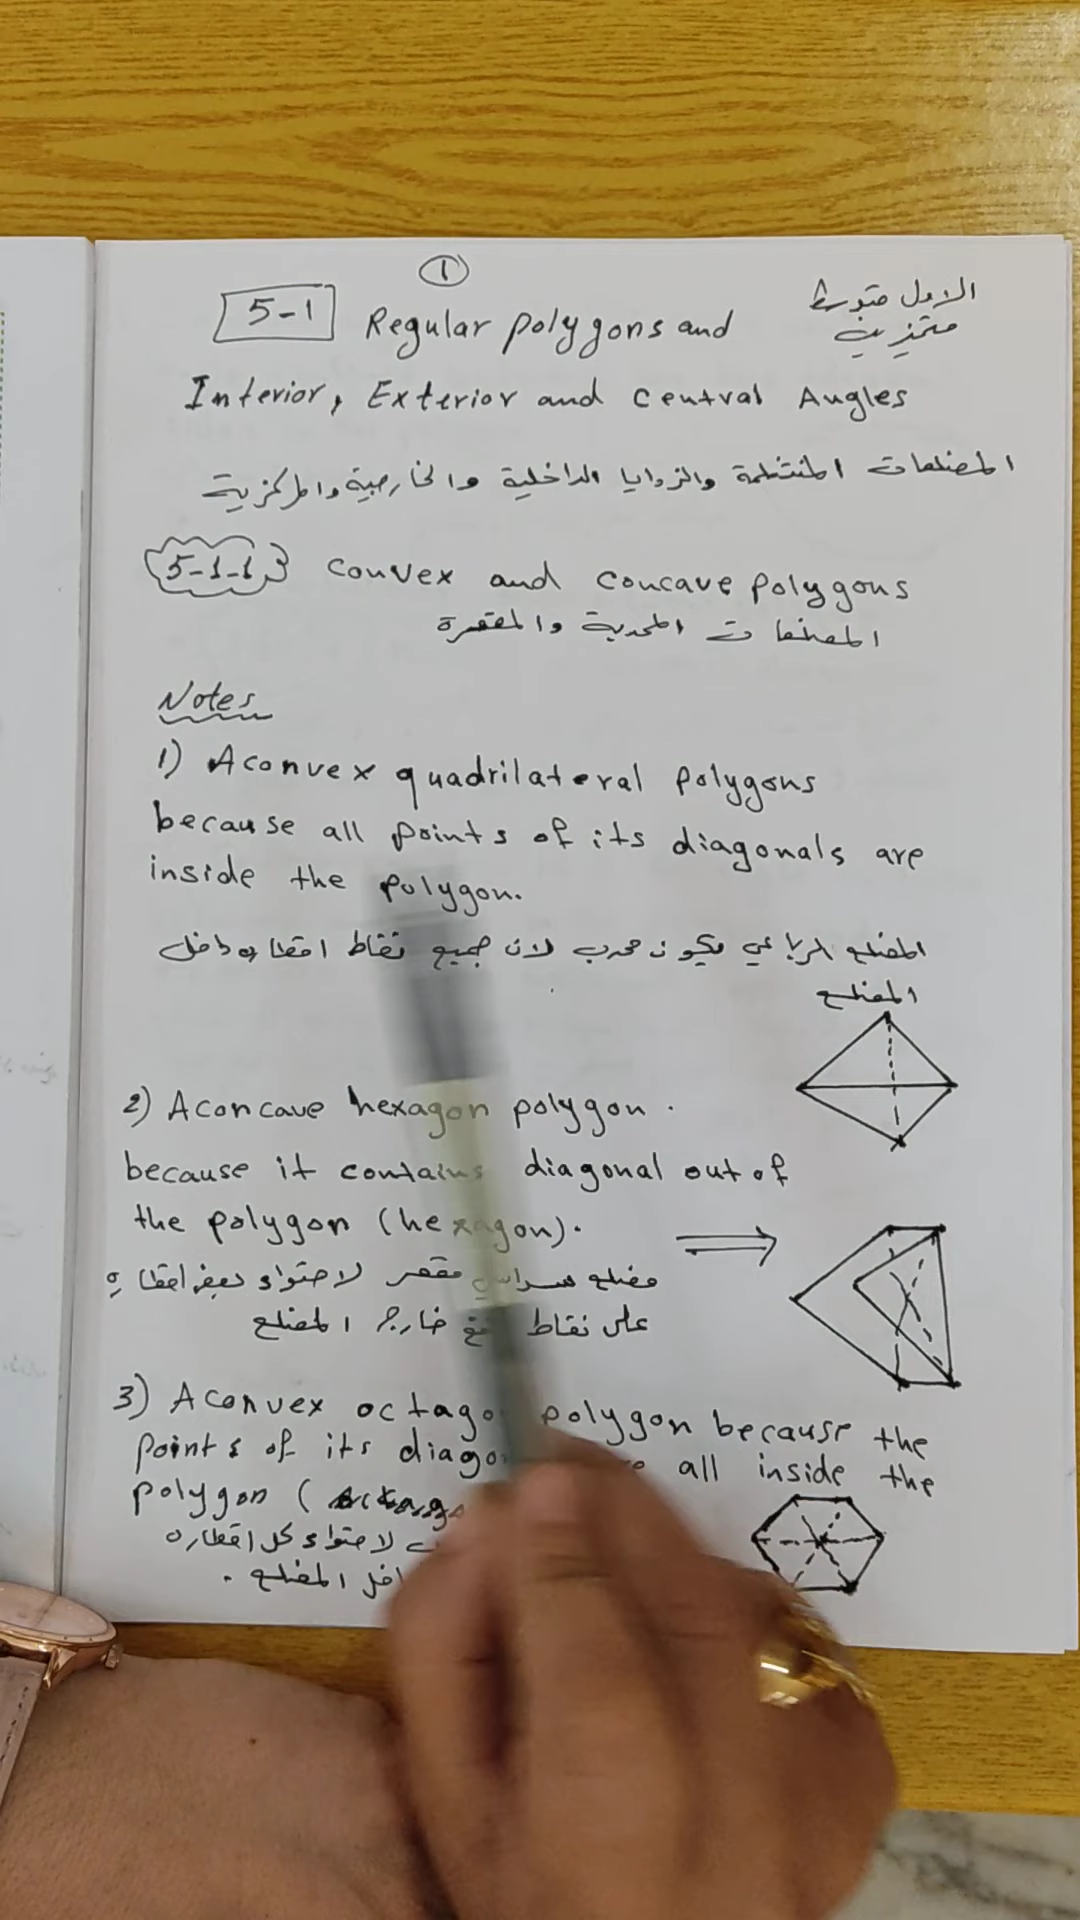 1
الاول متوسط
متميزين
5-1 Regular polygons and
Interior, Exterior and Central Angles
المضلعات المنتظمة والزوايا الداخلية والخارجية والمركزية
5-1-1 Convex and Concave polygons
المضلعات المحدبة والمقعرة
Notes
1) A convex quadrilateral polygons
because all points of its diagonals are
inside the polygon.
المضلع الرباعي يكون محدب لان جميع نقاط اقطاره داخل
المضلع
2) A concave hexagon polygon.
because it contains diagonal out of
the polygon (hexagon).
مضلع سداسي مقعر لاحتواء بعض اقطاره
على نقاط تقع خارج المضلع
3) A convex octagon polygon because the
points of its all inside the
polygon (
لاحتواء كل اقطاره
المضلع .